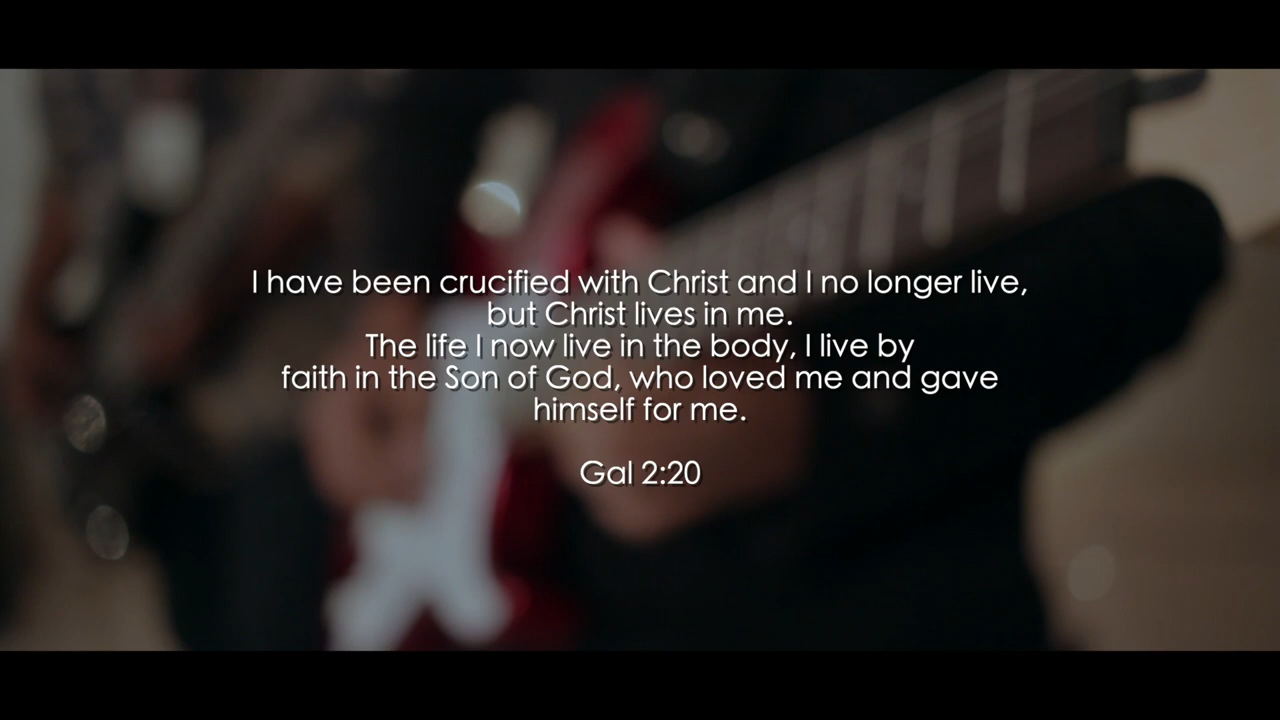 I have been crucified with Christ and I no longer live,
but Christ lives in me.
The life I now live in the body, I live by
faith in the Son of God, who loved me and gave
himself for me.
Gal 2:20